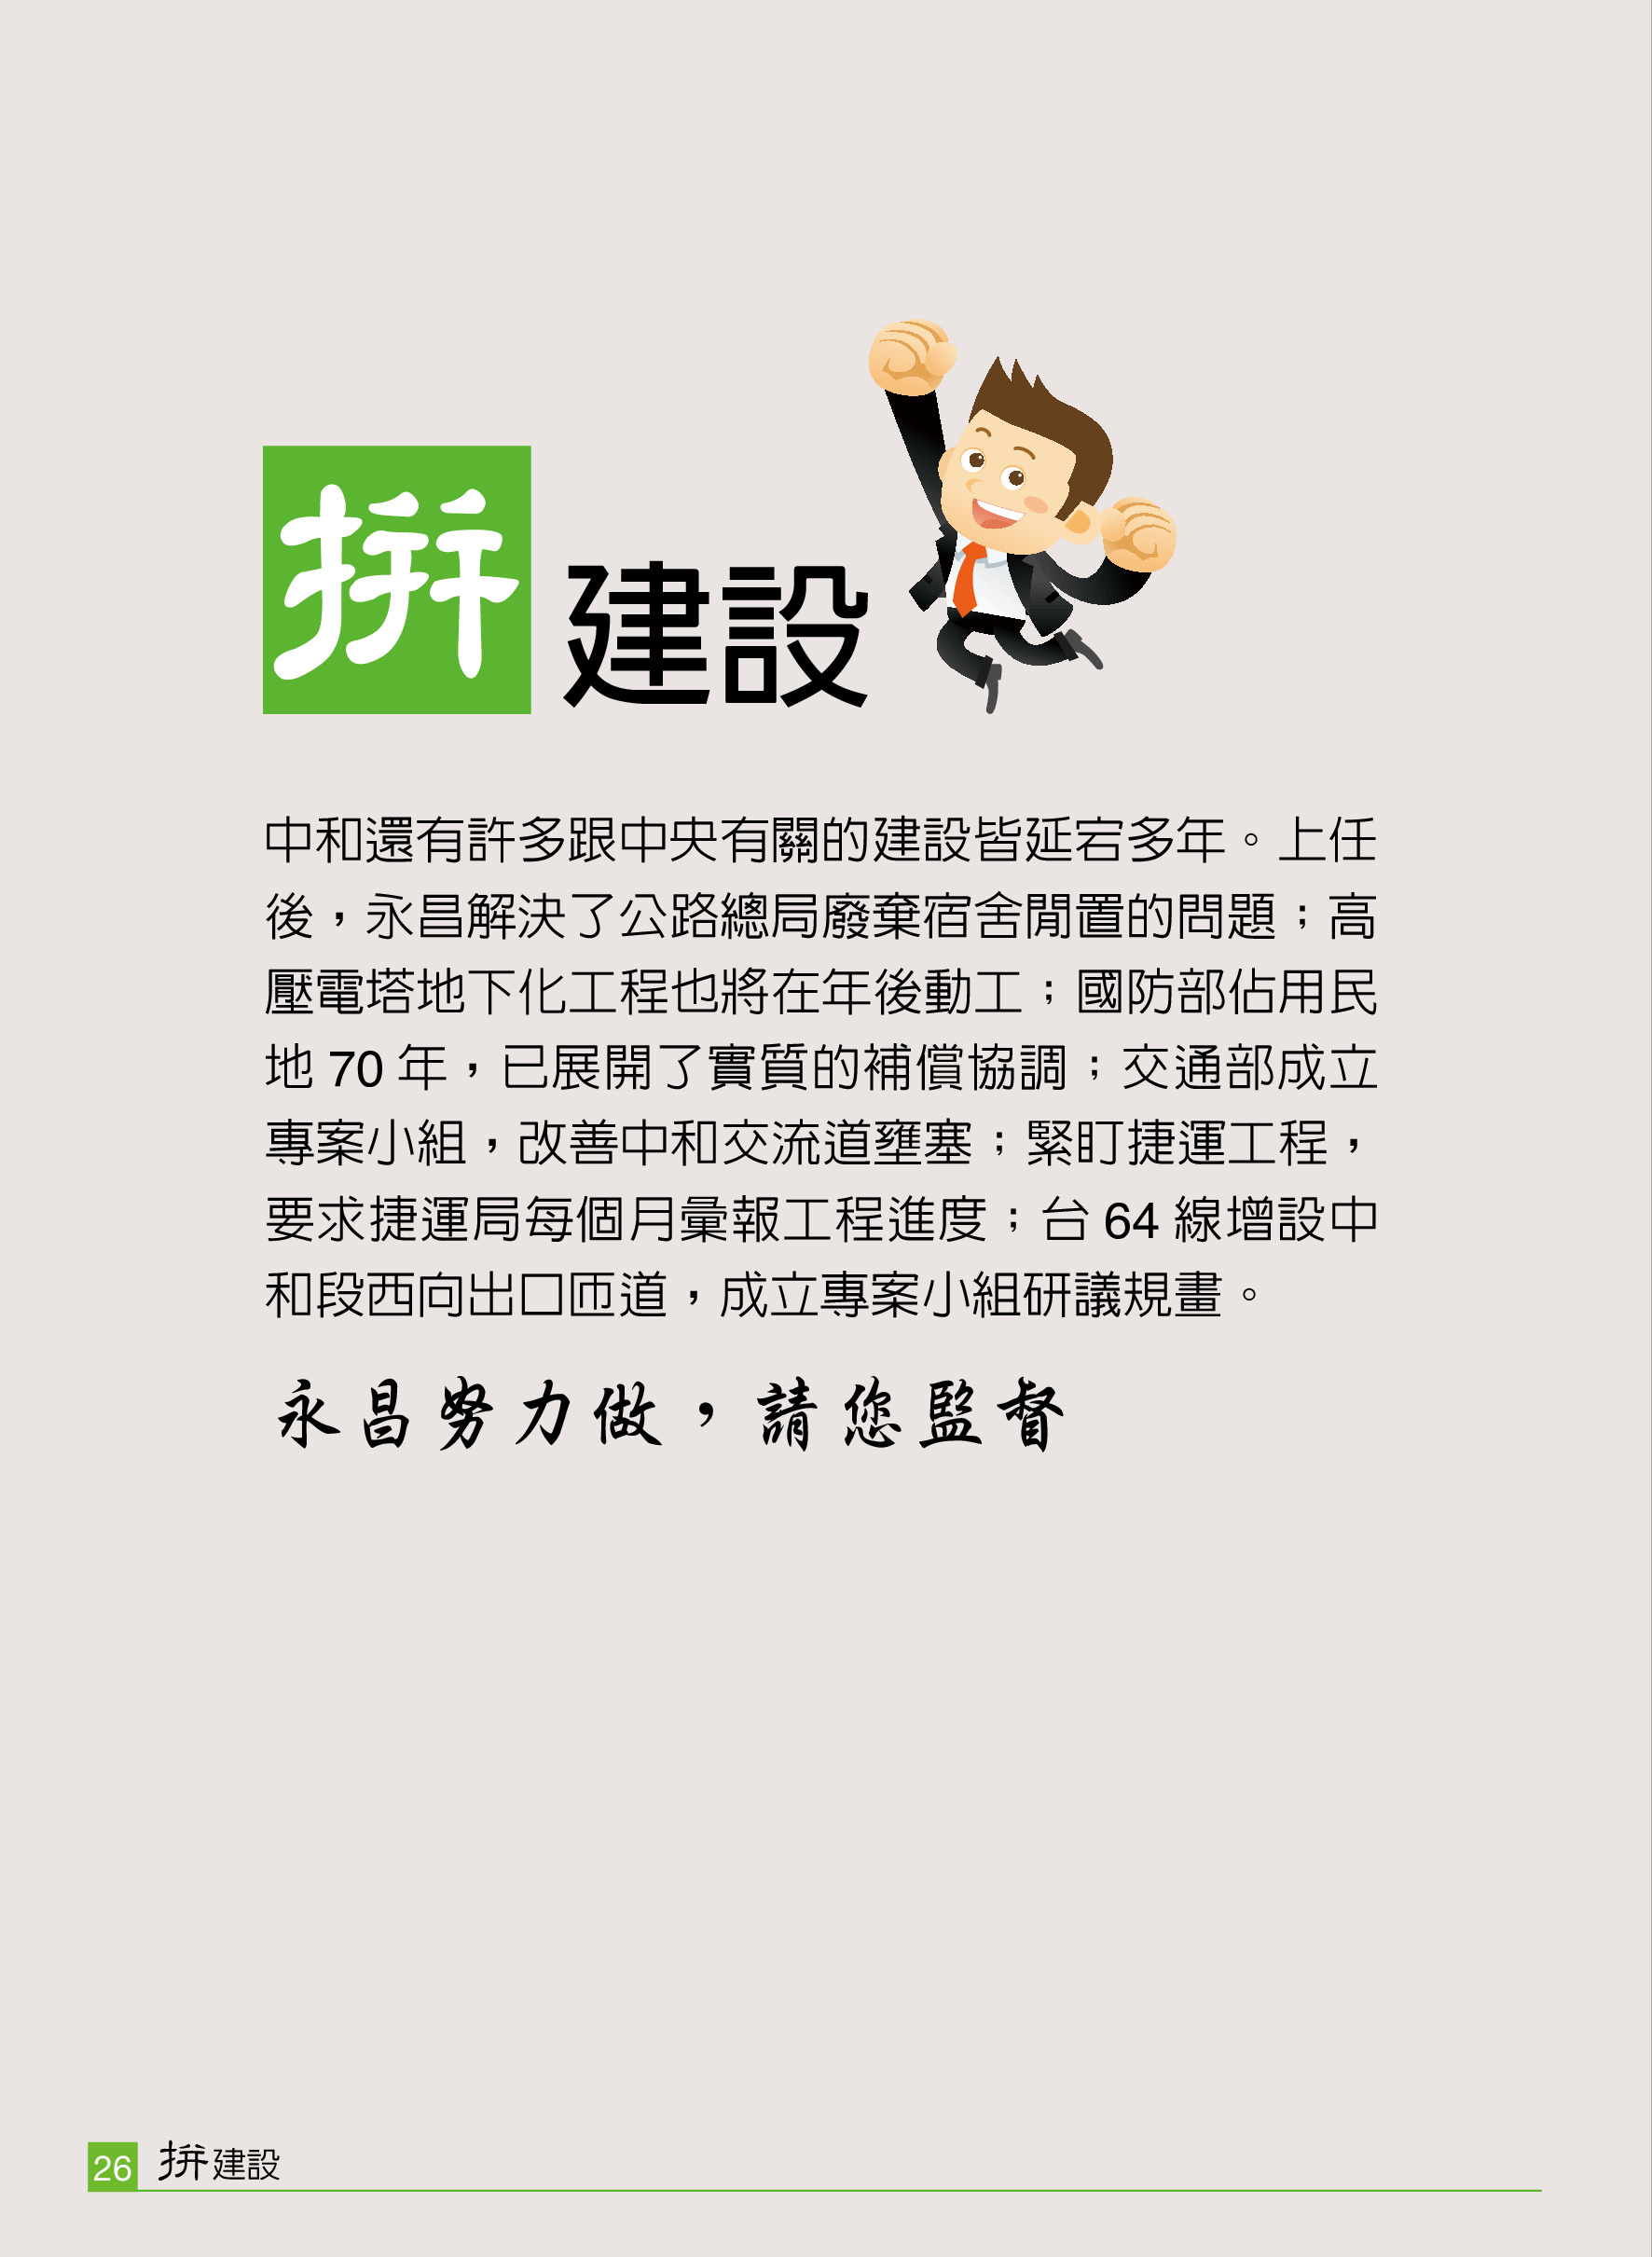 拼建設
中和還有許多跟中央有關的建設皆延宕多年。上任
後，永昌解決了公路總局廢棄宿舍閒置的問題；高
壓電塔地下化工程也將在年後動工；國防部佔用民
地 70 年，已展開了實質的補償協調；交通部成立
專案小組，改善中和交流道壅塞；緊盯捷運工程，
要求捷運局每個月彙報工程進度；台 64 線增設中
和段西向出口匝道，成立專案小組研議規畫。
永昌努力做，請您監督
26 拼建設